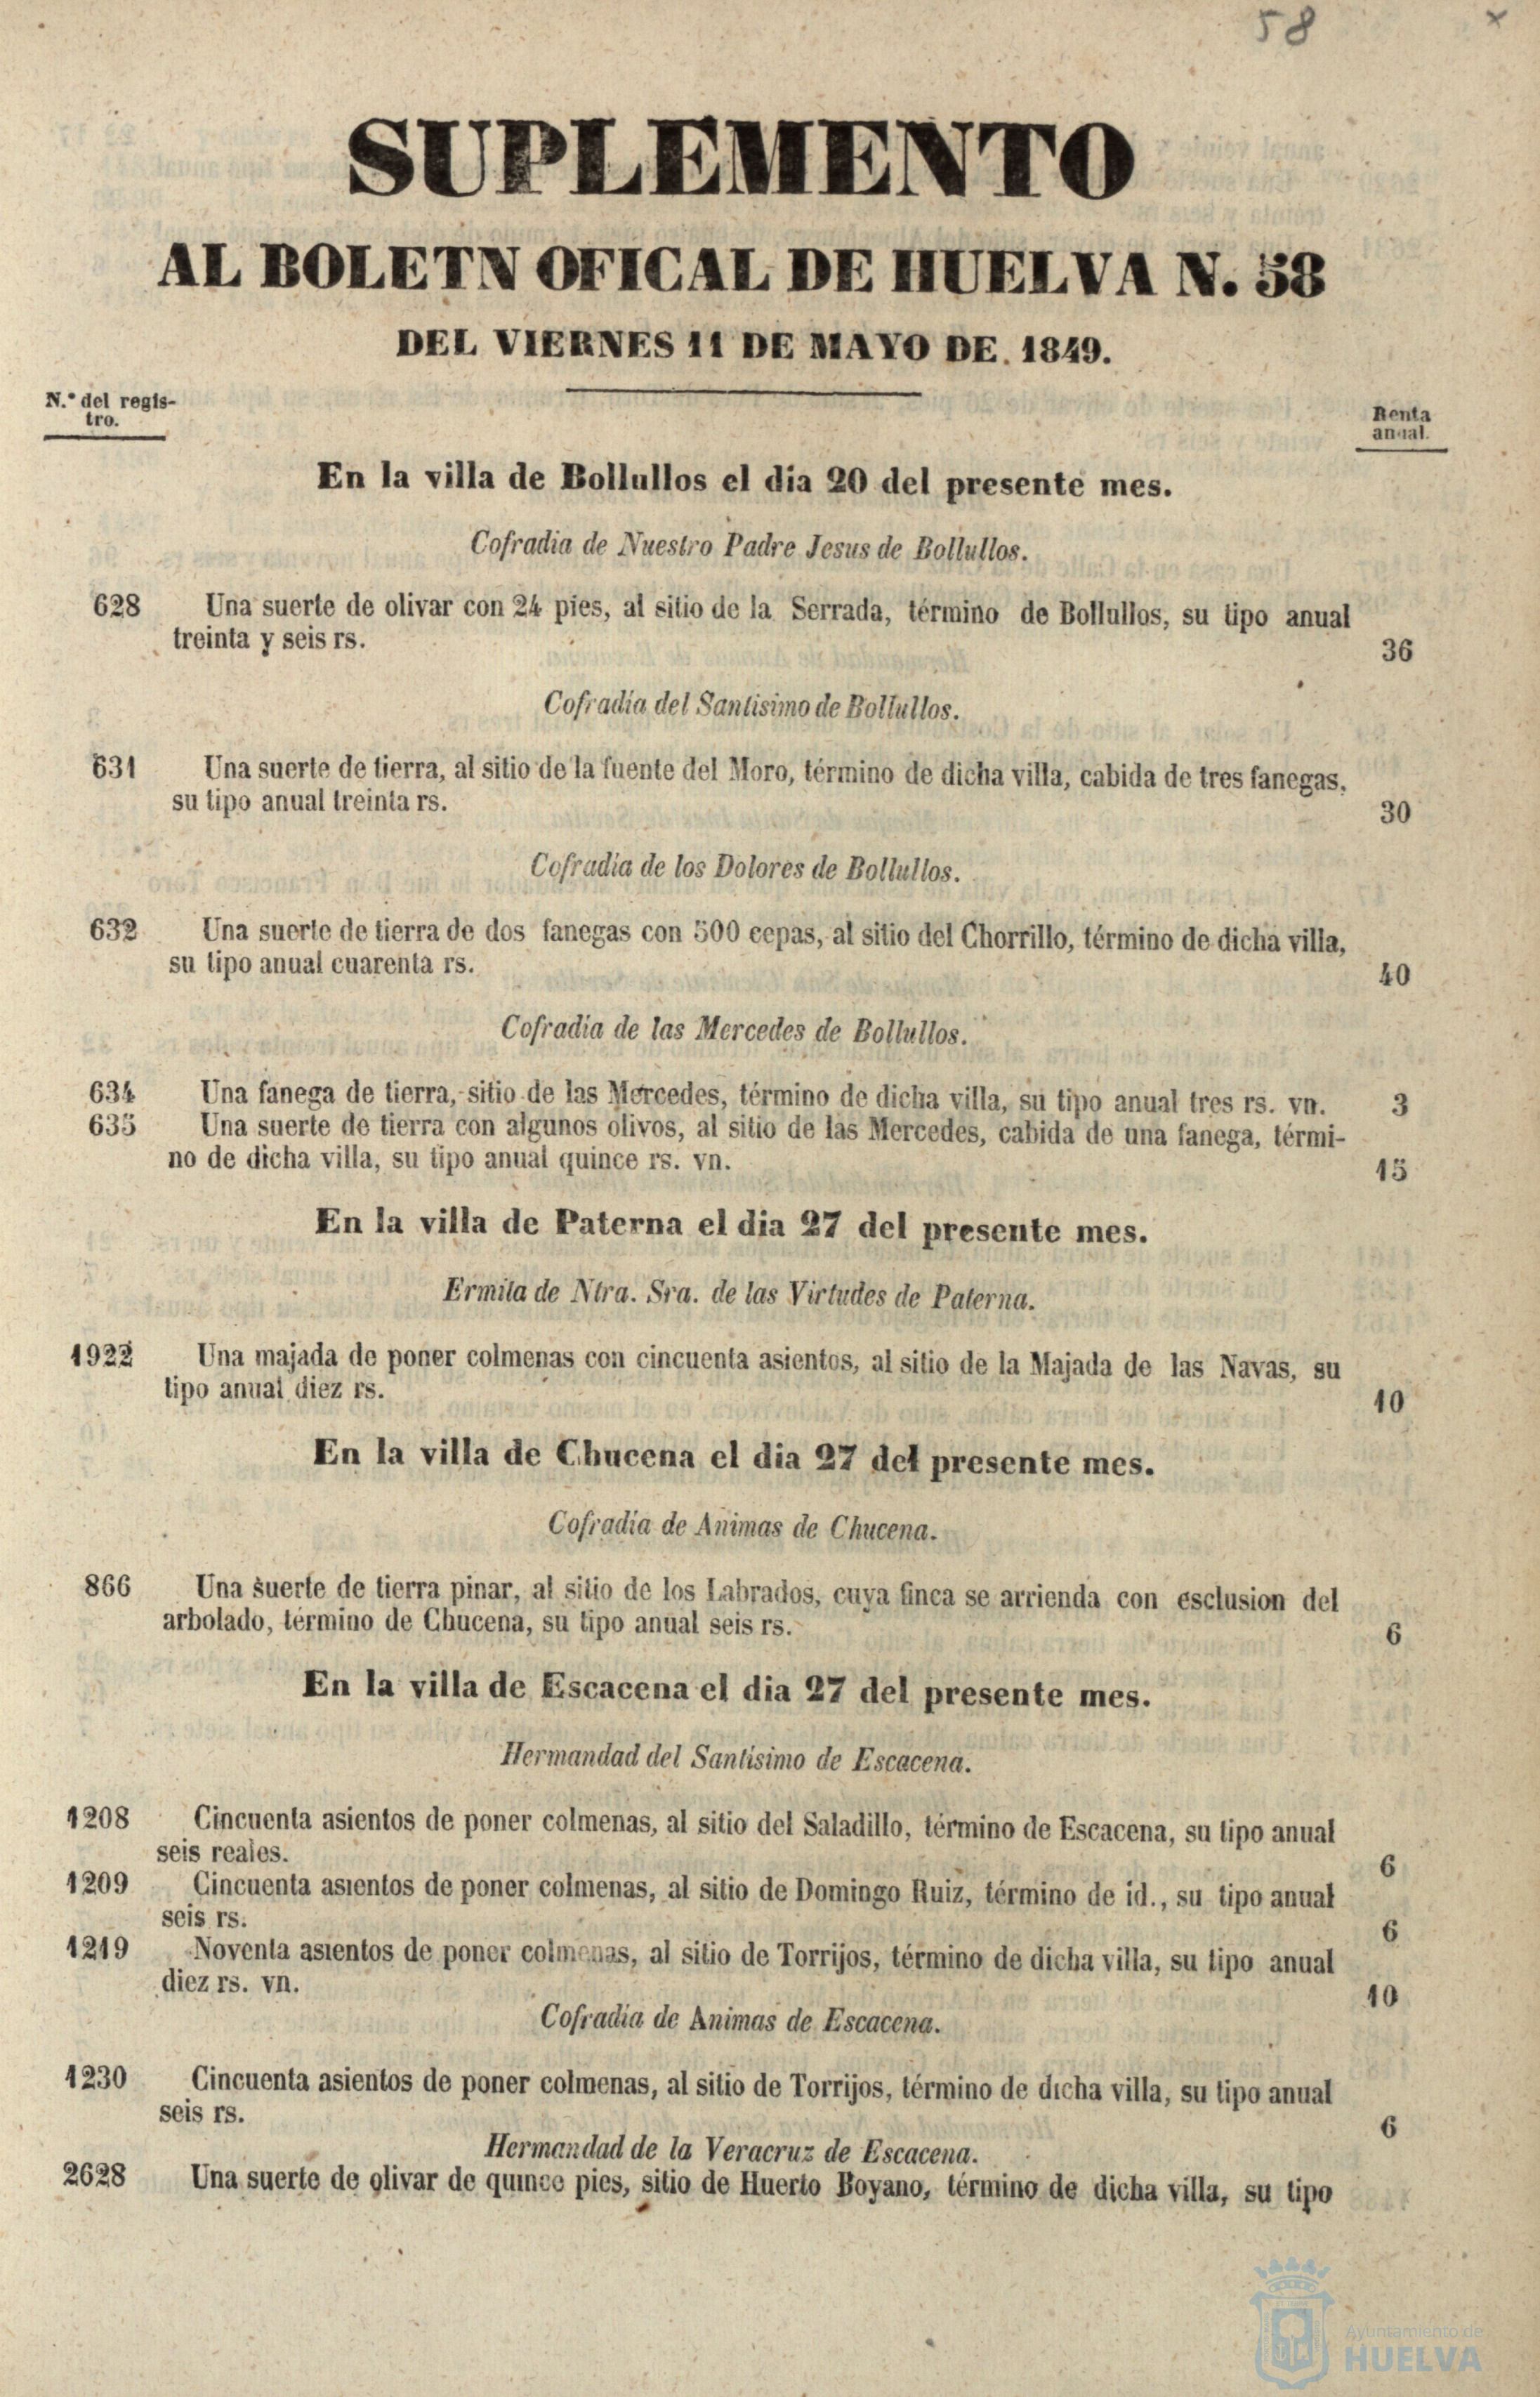 58
x
SUPLEMENTO
AL BOLETN OFICAL DE HUELVA N. 58
DEL VIERNES 11 DE MAYO DE. 1849.
N.º del regis-
tro.
Renta
anual.
En la villa de Bollullos el dia 20 del presente mes.
Cofradia de Nuestro Padre Jesus de Bollullos.
628 Una suerte de olivar con 24 pies, al sitio de la Serrada, término de Bollullos, su tipo anual
treinta y seis rs. 36
Cofradía del Santísimo de Bollullos.
631 Una suerte de tierra, al sitio de la fuente del Moro, término de dicha villa, cabida de tres fanegas,
su tipo anual treinta rs. 30
Cofradía de los Dolores de Bollullos.
632 Una suerte de tierra de dos fanegas con 500 cepas, al sitio del Chorrillo, término de dicha villa,
su tipo anual cuarenta rs. 40
Cofradía de las Mercedes de Bollullos.
634 Una fanega de tierra, sitio de las Mercedes, término de dicha villa, su tipo anual tres rs. vn. 3
635 Una suerte de tierra con algunos olivos, al sitio de las Mercedes, cabida de una fanega, térmi-
no de dicha villa, su tipo anual quince rs. vn. 15
En la villa de Paterna el dia 27 del presente mes.
Ermita de Ntra. Sra. de las Virtudes de Paterna.
1922 Una majada de poner colmenas con cincuenta asientos, al sitio de la Majada de las Navas, su
tipo anual diez rs. 10
En la villa de Chucena el dia 27 del presente mes.
Cofradía de Animas de Chucena.
866 Una suerte de tierra pinar, al sitio de los Labrados, cuya finca se arrienda con esclusion del
arbolado, término de Chucena, su tipo anual seis rs. 6
En la villa de Escacena el dia 27 del presente mes.
Hermandad del Santísimo de Escacena.
1208 Cincuenta asientos de poner colmenas, al sitio del Saladillo, término de Escacena, su tipo anual
seis reales. 6
1209 Cincuenta asientos de poner colmenas, al sitio de Domingo Ruiz, término de id., su tipo anual
seis rs. 6
1219 Noventa asientos de poner colmenas, al sitio de Torrijos, término de dicha villa, su tipo anual
diez rs. vn. 10
Cofradía de Animas de Escacena.
1230 Cincuenta asientos de poner colmenas, al sitio de Torrijos, término de dicha villa, su tipo anual
seis rs. 6
Hermandad de la Veracruz de Escacena.
2628 Una suerte de olivar de quince pies, sitio de Huerto Boyano, término de dicha villa, su tipo
Ayuntamiento de
HUELVA